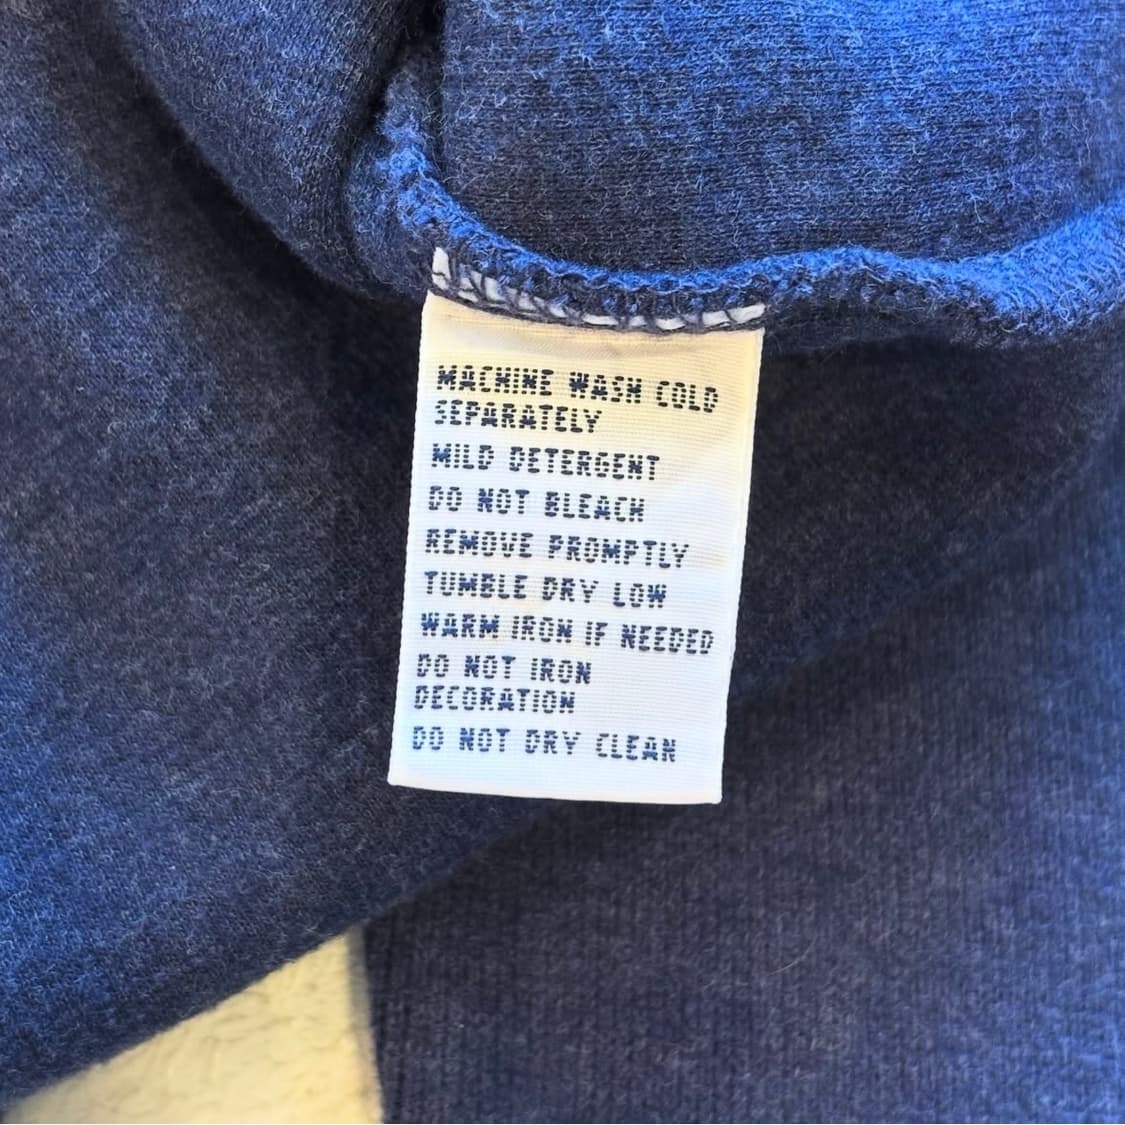 MACHINE WASH COLD
SEPARATELY
MILD DETERGENT
DO NOT BLEACH
REMOVE PROMPTLY
TUMBLE DRY LOW
WARM IRON IF NEEDED
DO NOT IRON
DECORATION
DO NOT DRY CLEAN